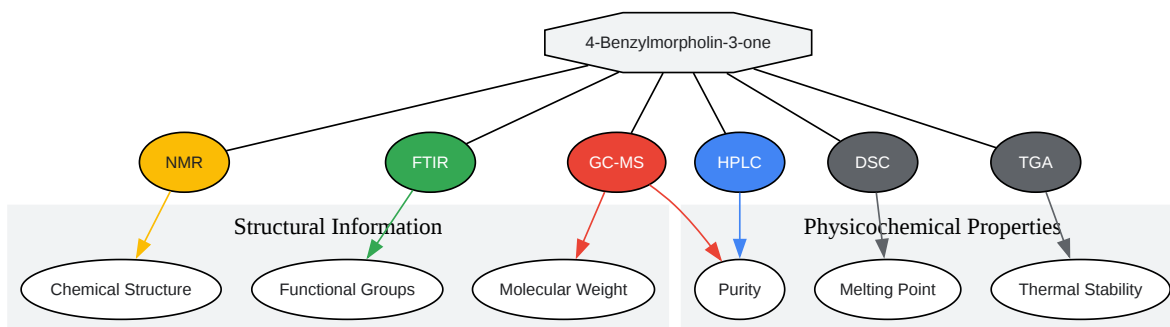 4-Benzylmorpholin-3-one
NMR
FTIR
GC-MS
HPLC
DSC
TGA
Structural Information
Physicochemical Properties
Chemical Structure
Functional Groups
Molecular Weight
Purity
Melting Point
Thermal Stability